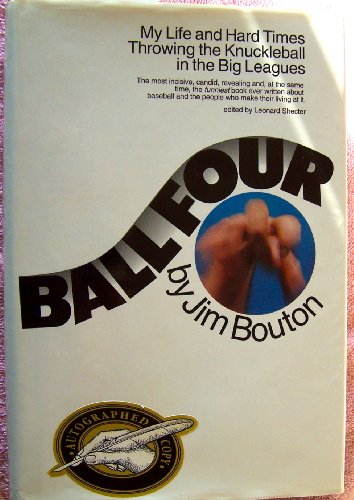 My Life and Hard Times
Throwing the Knuckleball
in the Big Leagues
The most incisive, candid, revealing and, at the same
time, the funniest book ever written about
baseball and the people who make their living at it.
edited by Leonard Shecter
BALL FOUR
by Jim Bouton
AUTOGRAPHED
COPY